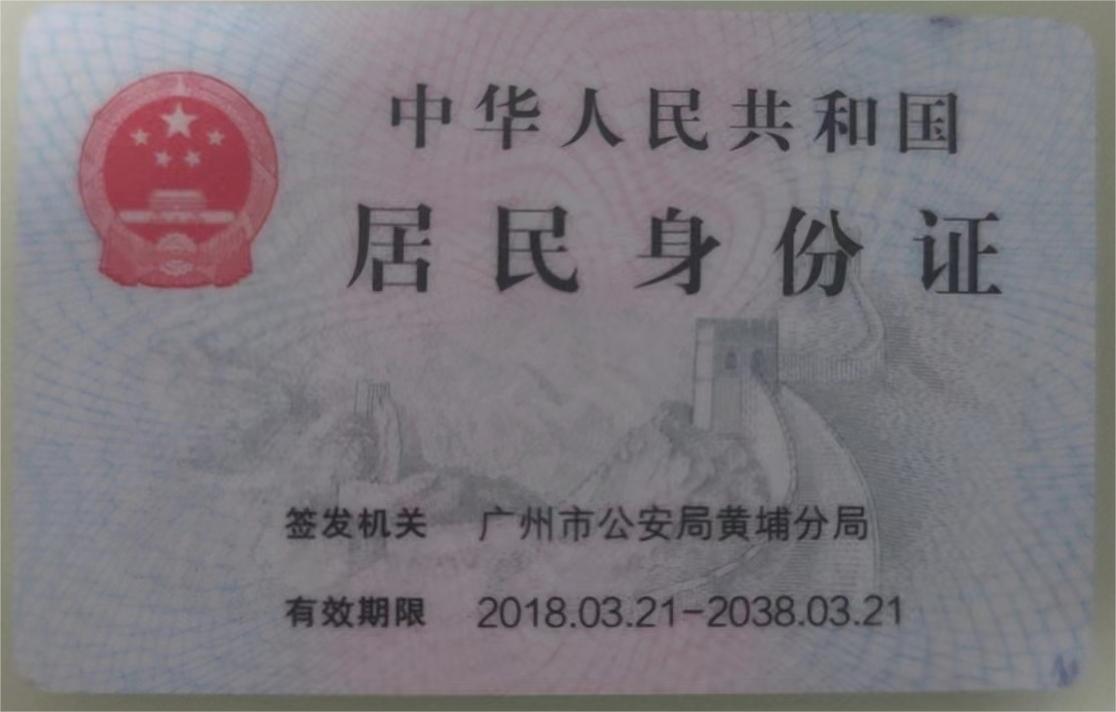 中华人民共和国
居民身份证
签发机关 广州市公安局黄埔分局
有效期限 2018.03.21-2038.03.21